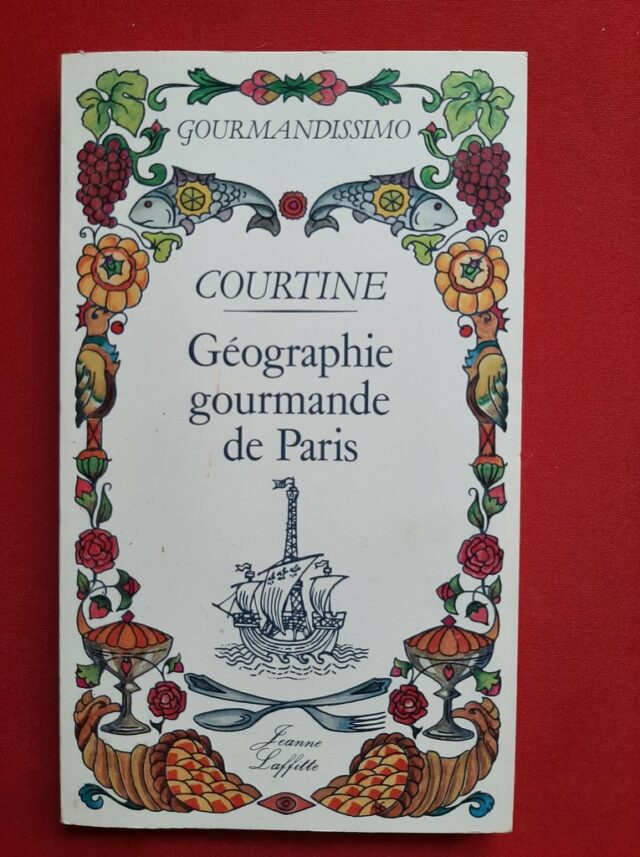 GOURMANDISSIMO
COURTINE
Géographie
gourmande
de Paris
Jeanne
Laffitte